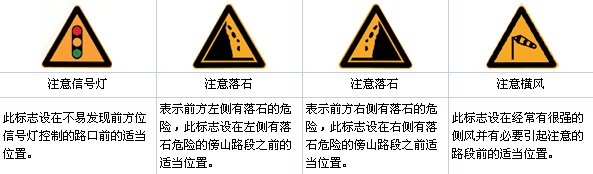 注意信号灯
注意落石
注意落石
注意横风
此标志设在不易发现前方位
信号灯控制的路口前的适当
位置。
表示前方左侧有落石的危
险,此标志设在左侧有落
石危险的傍山路段之前的
适当位置。
表示前方右侧有落石的危
险,此标志设在右侧有落
石危险的傍山路段之前适
当位置。
此标志设在经常有很强的
侧风并有必要引起注意的
路段前的适当位置。